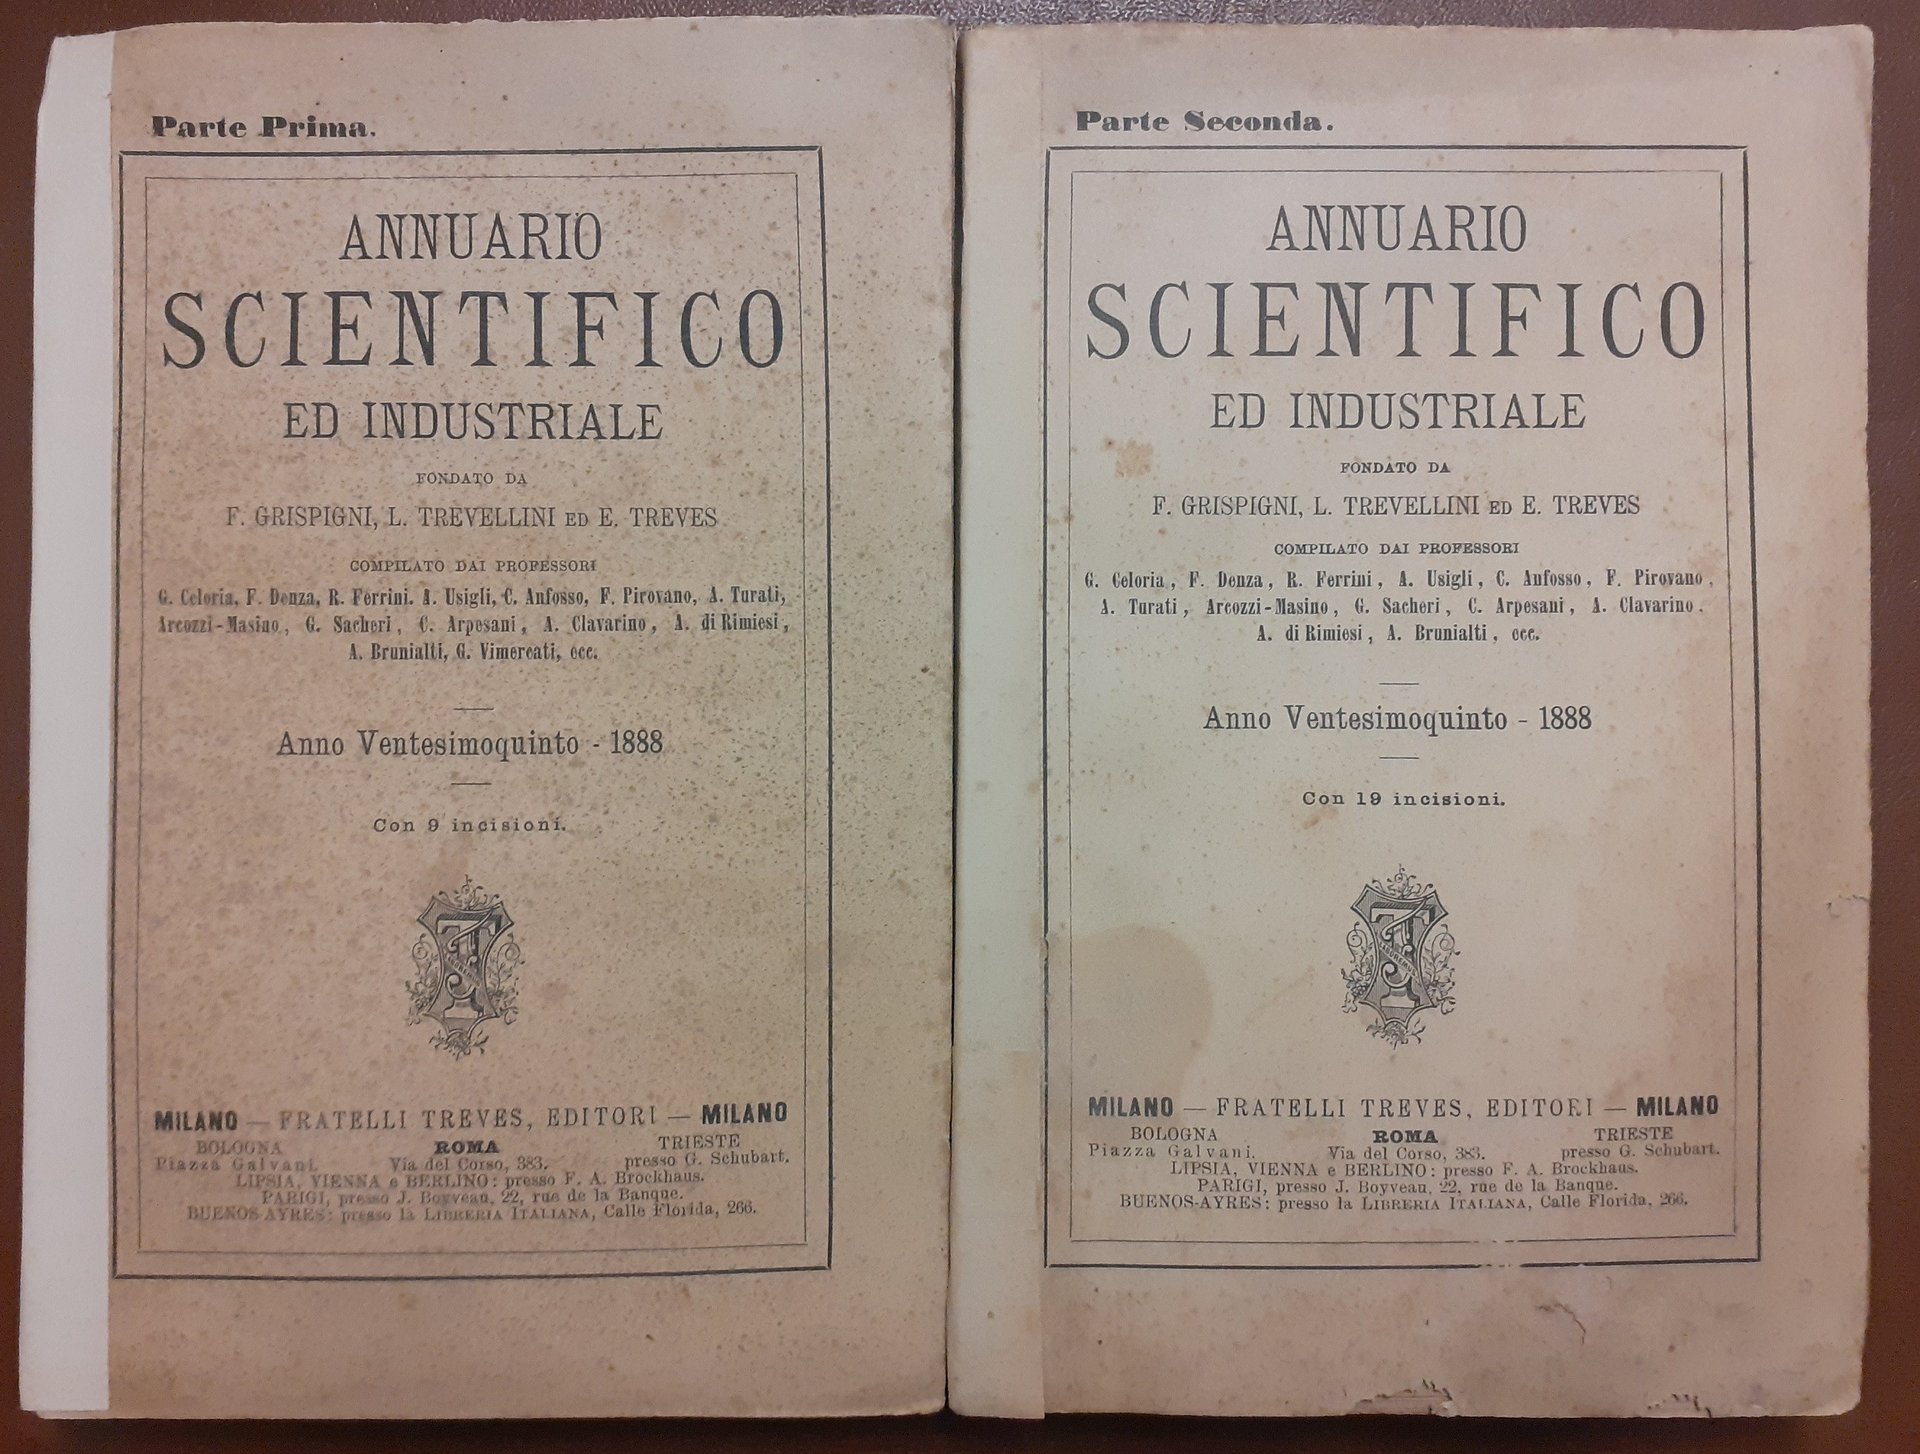 Parte Prima.
ANNUARIO
SCIENTIFICO
ED INDUSTRIALE
FONDATO DA
F. GRISPIGNI, L. TREVELLINI ED E. TREVES
COMPILATO DAI PROFESSORI
G. Celoria, F. Denza, R. Ferrini. A. Usigli, C. Anfosso, F. Pirovano, A. Turati,
Arcozzi-Masino, G. Sacheri, C. Arpesani, A. Clavarino, A. di Rimiesi,
A. Brunialti, G. Vimercati, ecc.
Anno Ventesimoquinto - 1888
Con 9 incisioni.
MILANO — FRATELLI TREVES, EDITORI — MILANO
BOLOGNA ROMA TRIESTE
Piazza Galvani. Via del Corso, 383. presso G. Schubart.
LIPSIA, VIENNA e BERLINO: presso F. A. Brockhaus.
PARIGI, presso J. Boyveau, 22, rue de la Banque.
BUENOS-AYRES: presso la LIBRERIA ITALIANA, Calle Florida, 266.
Parte Seconda.
ANNUARIO
SCIENTIFICO
ED INDUSTRIALE
FONDATO DA
F. GRISPIGNI, L. TREVELLINI ED E. TREVES
COMPILATO DAI PROFESSORI
G. Celoria, F. Denza, R. Ferrini, A. Usigli, C. Anfosso, F. Pirovano,
A. Turati, Arcozzi-Masino, G. Sacheri, C. Arpesani, A. Clavarino,
A. di Rimiesi, A. Brunialti, ecc.
Anno Ventesimoquinto - 1888
Con 19 incisioni.
MILANO — FRATELLI TREVES, EDITORI — MILANO
BOLOGNA ROMA TRIESTE
Piazza Galvani. Via del Corso, 383. presso G. Schubart.
LIPSIA, VIENNA e BERLINO: presso F. A. Brockhaus.
PARIGI, presso J. Boyveau, 22, rue de la Banque.
BUENOS-AYRES: presso la LIBRERIA ITALIANA, Calle Florida, 266.